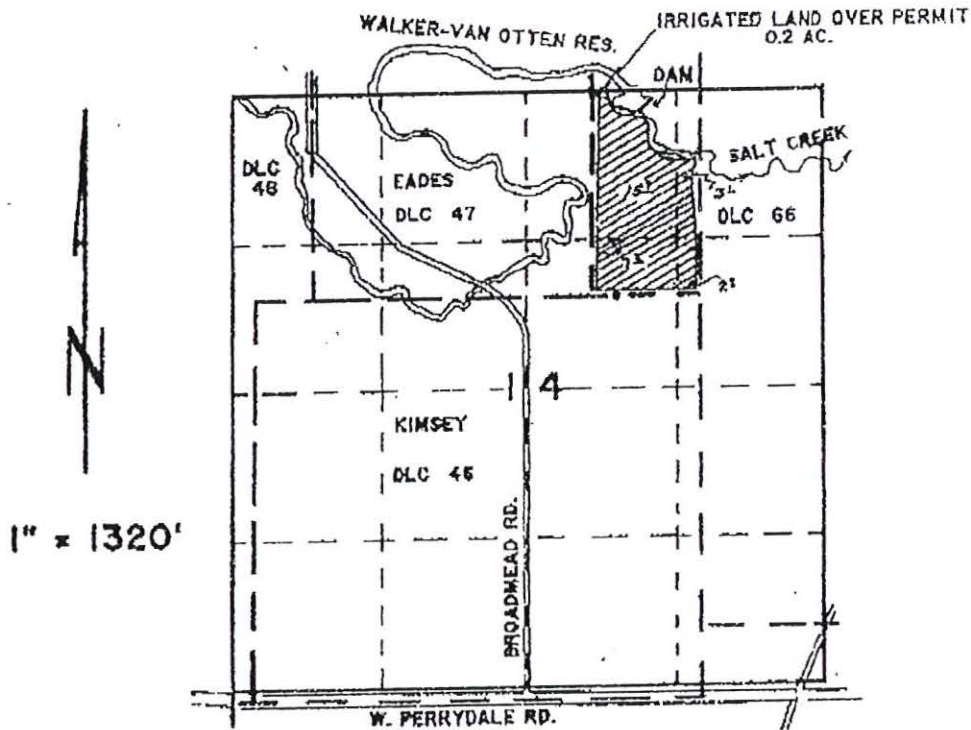 WALKER-VAN OTTEN RES.
IRRIGATED LAND OVER PERMIT
0.2 AC.
DAM
SALT CREEK
DLC
48
EADES
DLC 47
DLC 66
N
14
KIMSEY
DLC 45
1" = 1320'
BROADMEAD RD.
W. PERRYDALE RD.